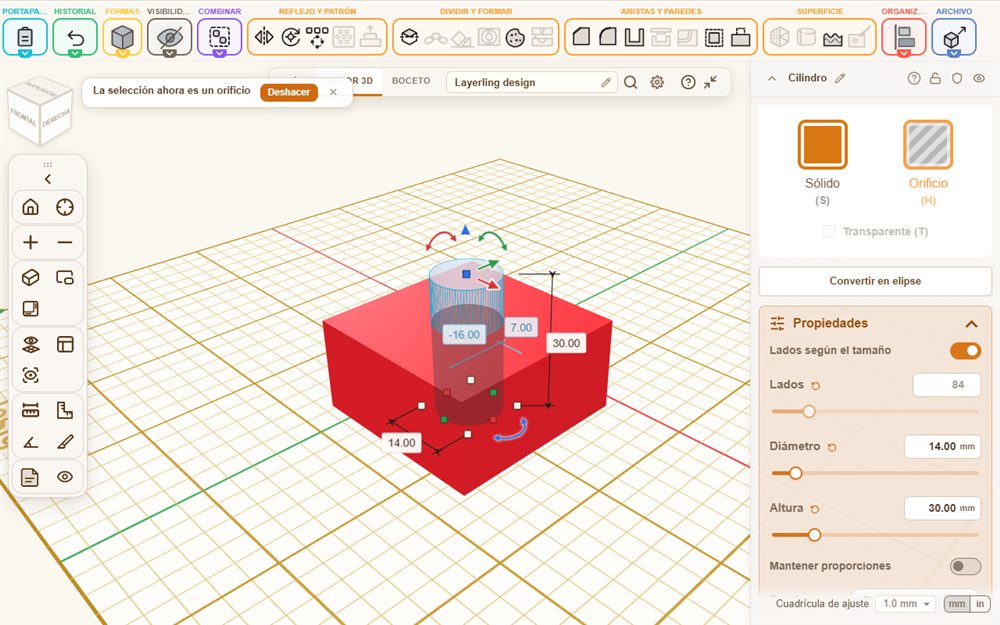 PORTAPA...
HISTORIAL
FORMAS
VISIBILID...
COMBINAR
REFLEJO Y PATRÓN
DIVIDIR Y FORMAR
ARISTAS Y PAREDES
SUPERFICIE
ORGANIZ...
ARCHIVO
La selección ahora es un orificio
Deshacer
3D
BOCETO
Layerling design
SUPERIOR
FRONTAL
DERECHA
-16.00
7.00
30.00
14.00
Cilindro
Sólido
(S)
Orificio
(H)
Transparente (T)
Convertir en elipse
Propiedades
Lados según el tamaño
Lados
84
Diámetro
14.00 mm
Altura
30.00 mm
Mantener proporciones
Cuadrícula de ajuste
1.0 mm
mm
in